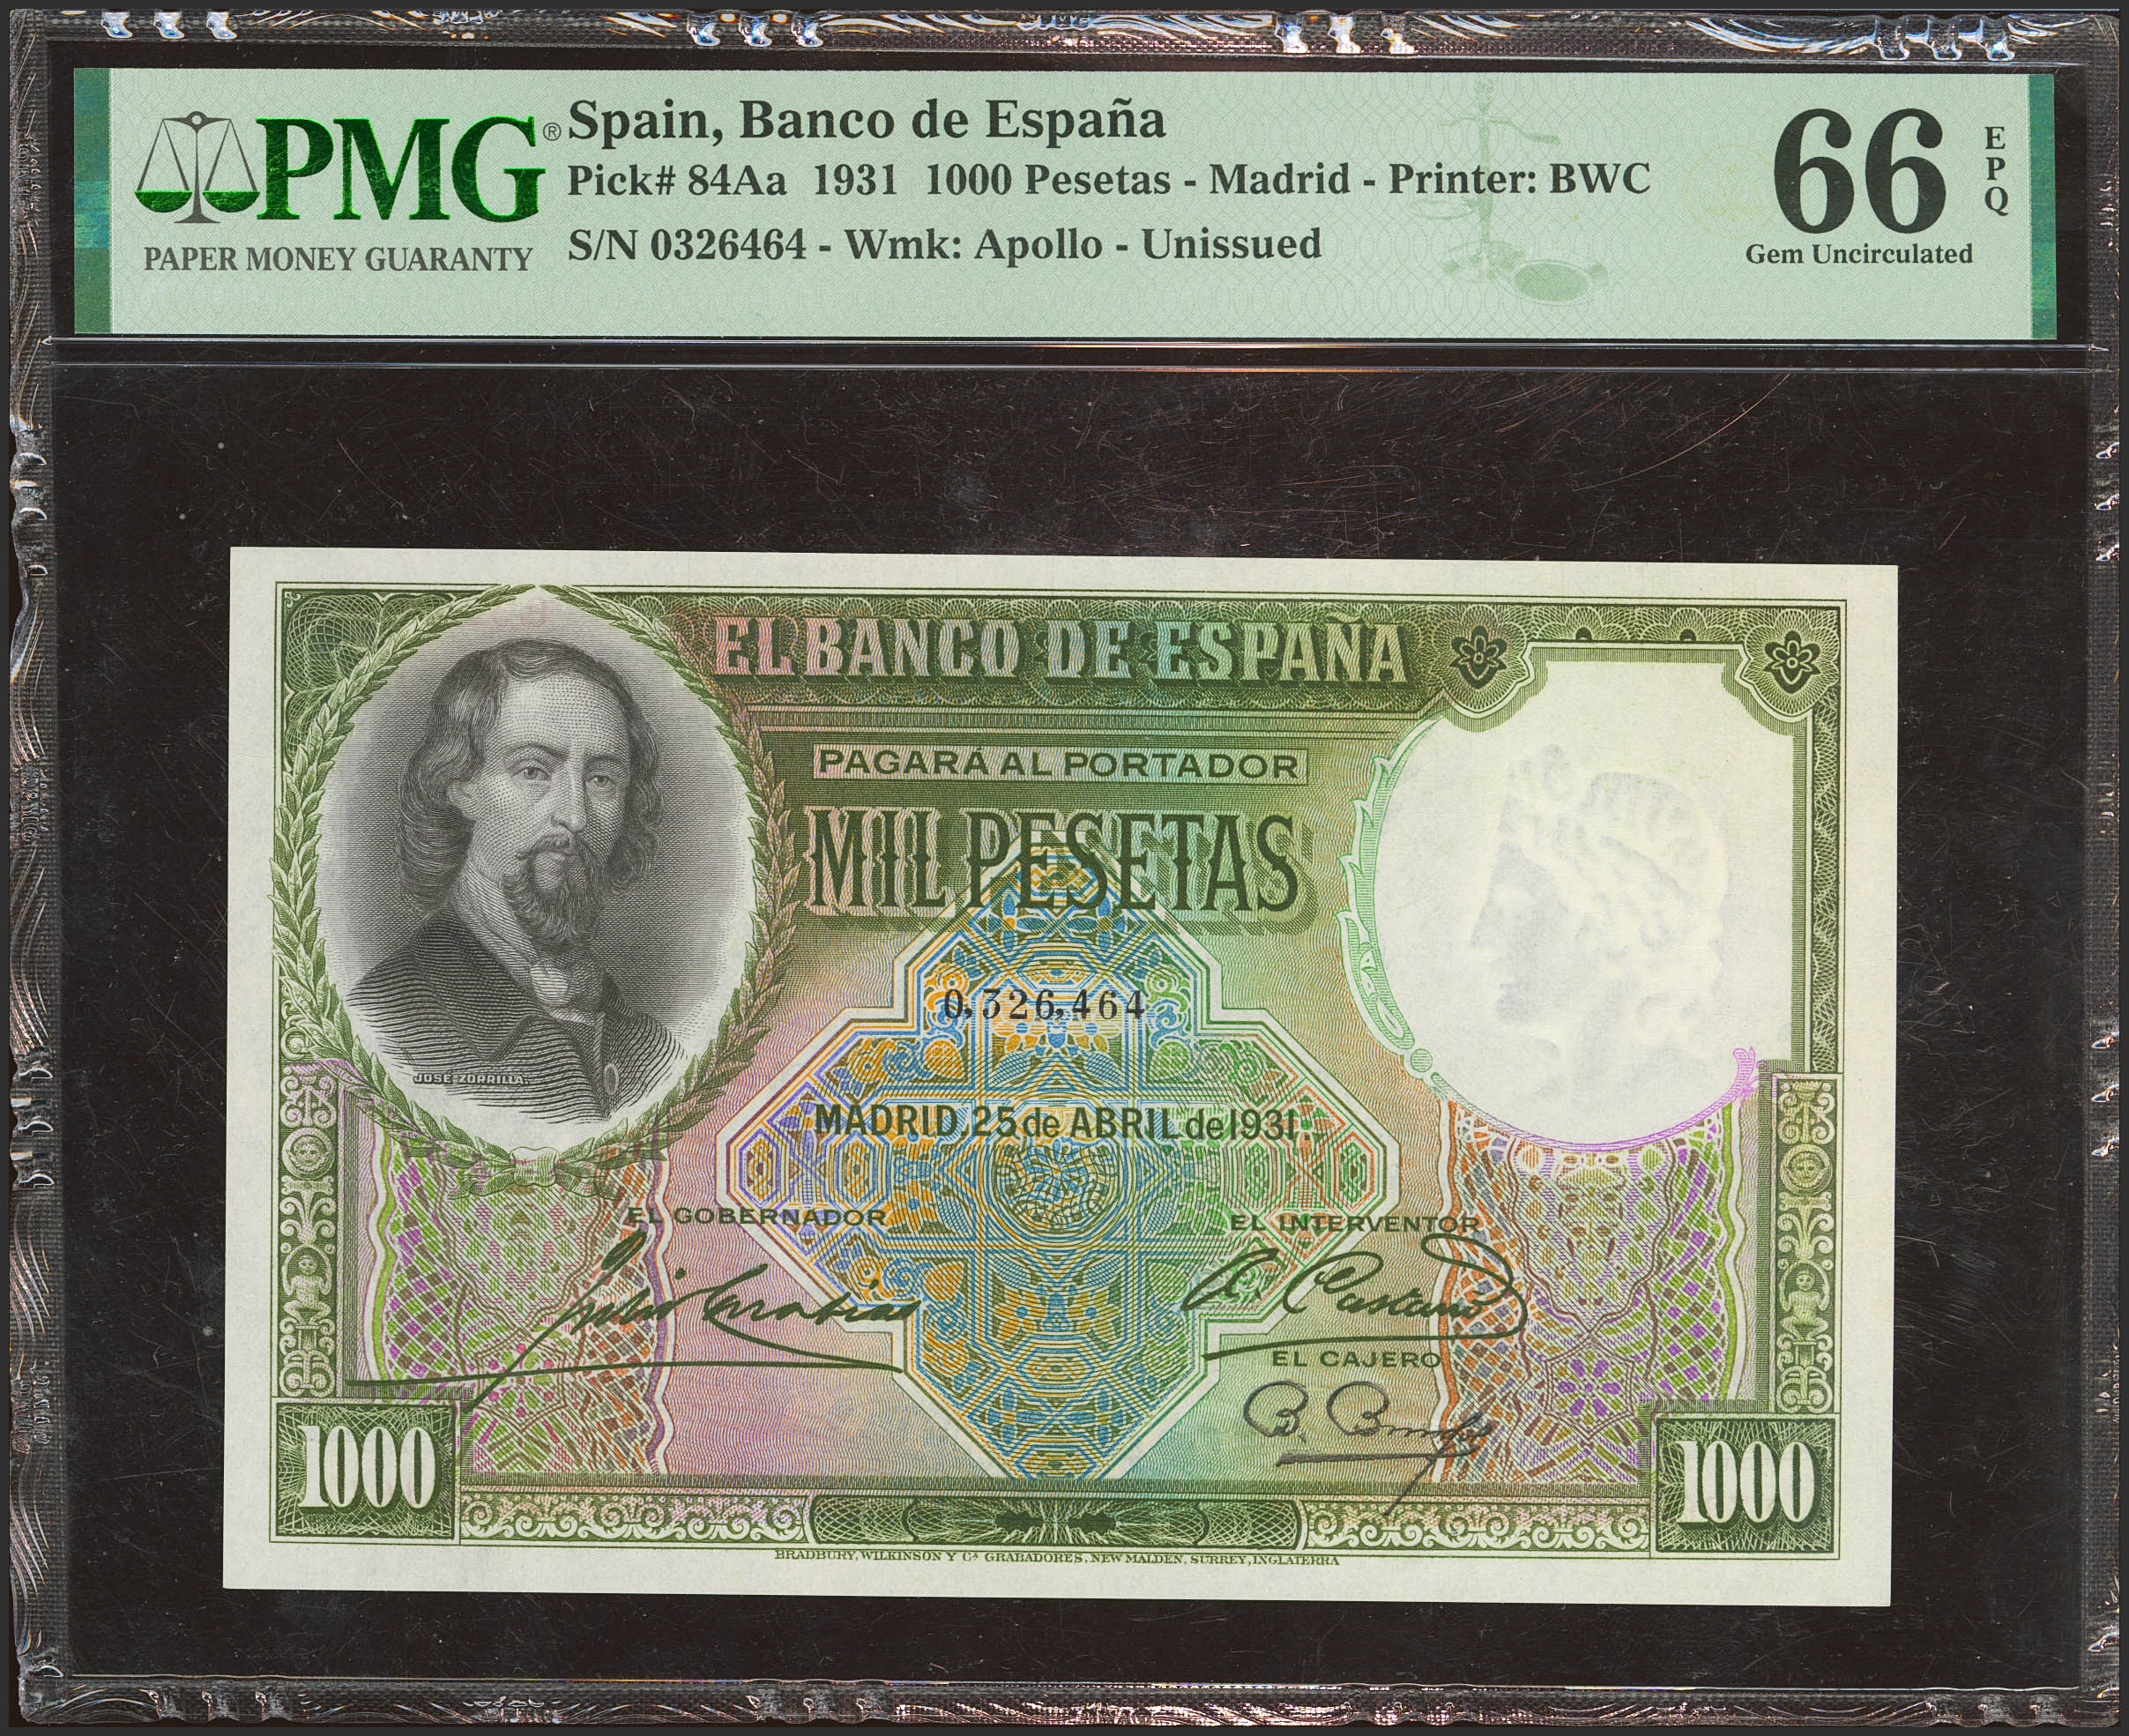 PMG®
PAPER MONEY GUARANTY
Spain, Banco de España
Pick# 84Aa 1931 1000 Pesetas - Madrid - Printer: BWC
S/N 0326464 - Wmk: Apollo - Unissued
66
EPQ
Gem Uncirculated
EL BANCO DE ESPAÑA
PAGARÁ AL PORTADOR
MIL PESETAS
0,326,464
JOSÉ ZORRILLA.
MADRID, 25 de ABRIL de 1931.
EL GOBERNADOR
EL INTERVENTOR
Julio Carabias
A. Castaño
EL CAJERO
1000
1000
BRADBURY, WILKINSON Y Cª GRABADORES, NEW MALDEN, SURREY, INGLATERRA